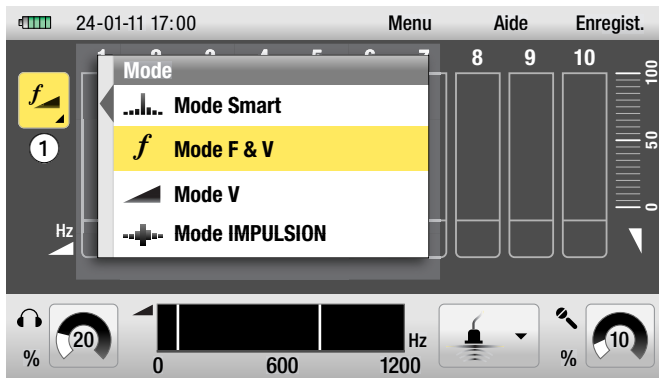 24-01-11 17:00 Menu Aide Enregist.
8 9 10
Mode
Mode Smart
f Mode F & V
Mode V
Mode IMPULSION
f
1
100
50
0
Hz
20
%
Hz
0 600 1200
10
%